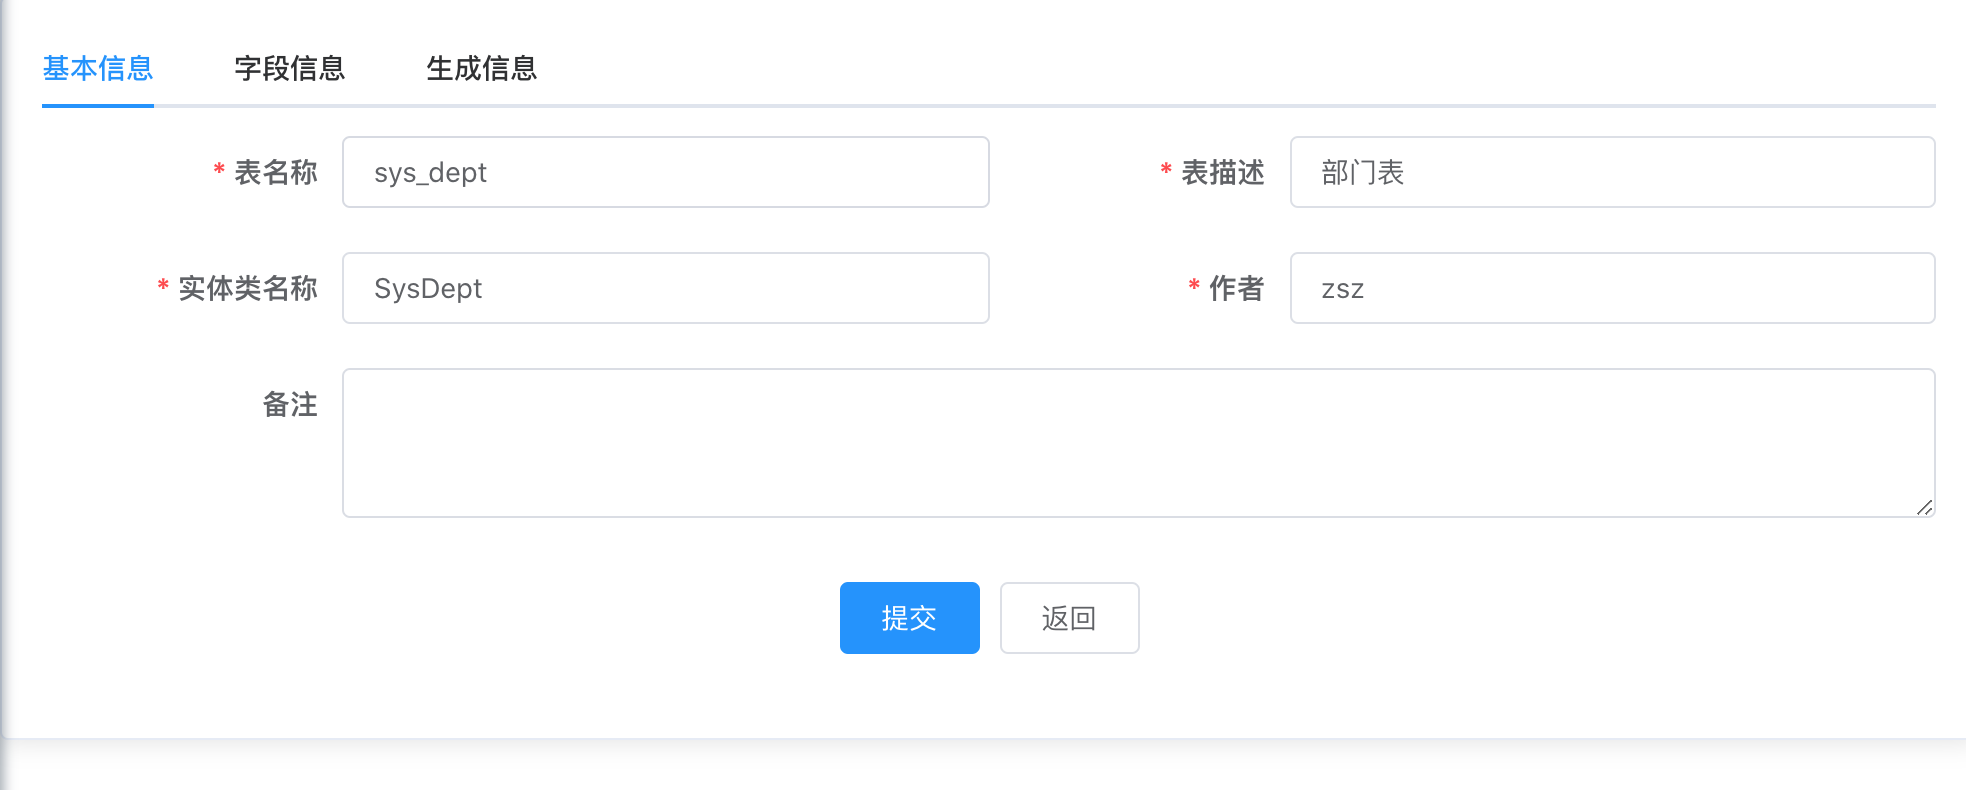 基本信息 字段信息 生成信息
* 表名称 sys_dept * 表描述 部门表
* 实体类名称 SysDept * 作者 zsz
备注
提交 返回